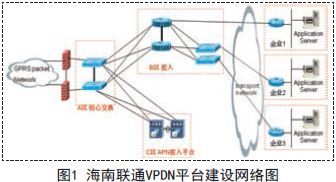 GPRS packet
Network
A区 核心交换
B区 接入
C区 APN接入平台
transport
network
企业1
Application
Server
企业2
Application
Server
企业3
Application
Server
图1 海南联通VPDN平台建设网络图